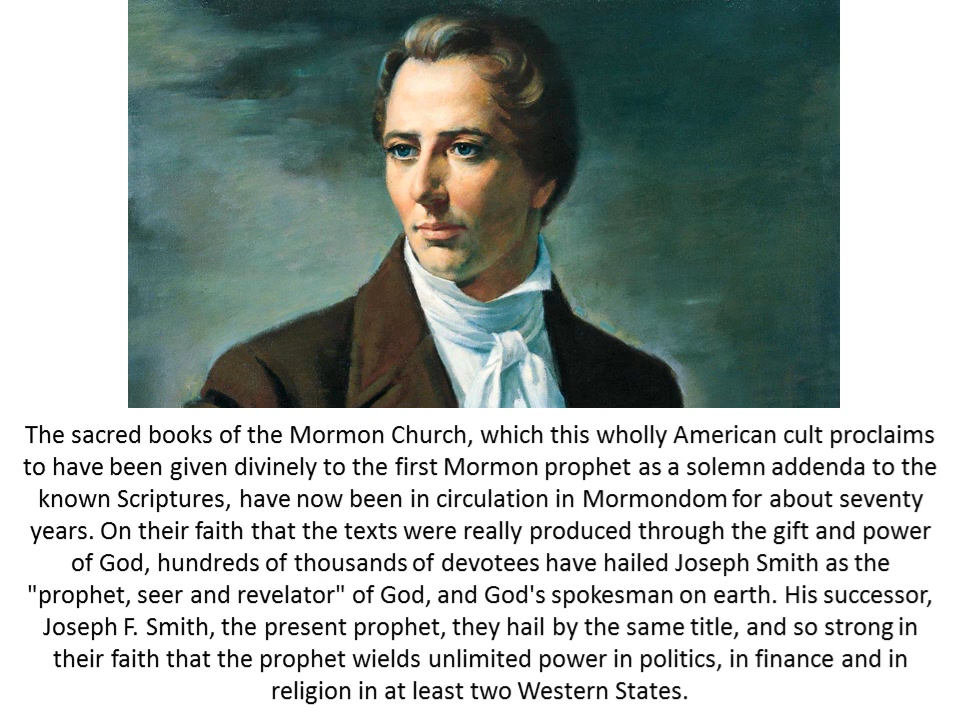 The sacred books of the Mormon Church, which this wholly American cult proclaims
to have been given divinely to the first Mormon prophet as a solemn addenda to the
known Scriptures, have now been in circulation in Mormondom for about seventy
years. On their faith that the texts were really produced through the gift and power
of God, hundreds of thousands of devotees have hailed Joseph Smith as the
"prophet, seer and revelator" of God, and God's spokesman on earth. His successor,
Joseph F. Smith, the present prophet, they hail by the same title, and so strong in
their faith that the prophet wields unlimited power in politics, in finance and in
religion in at least two Western States.